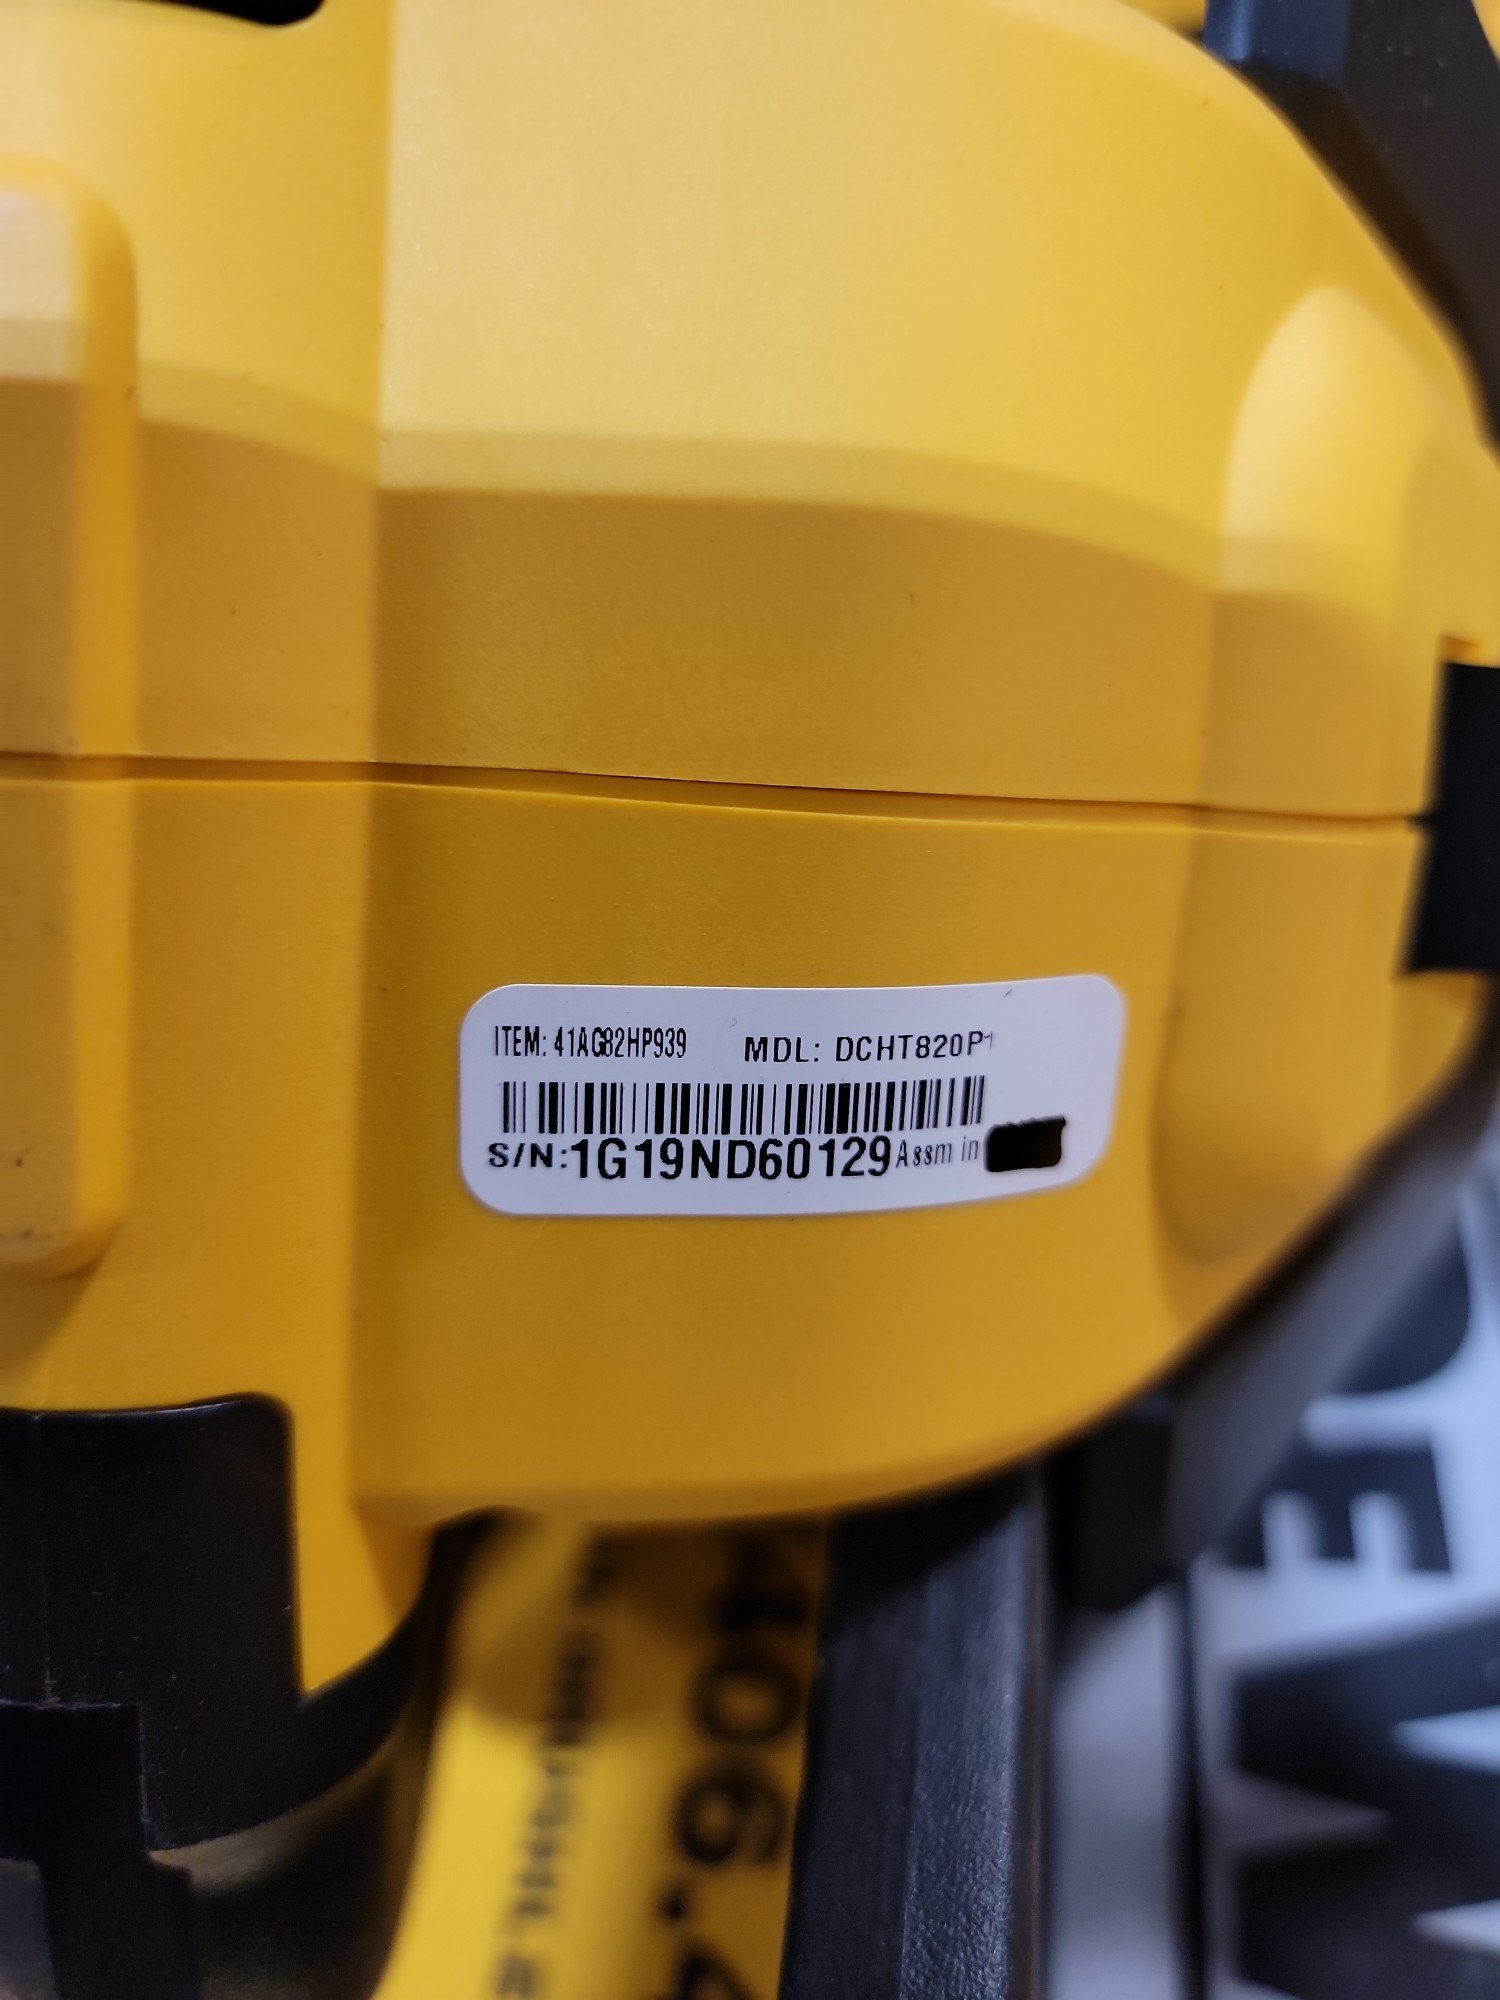 ITEM: 41AG82HP939 MDL: DCHT820P1
S/N:1G19ND60129 Assm in